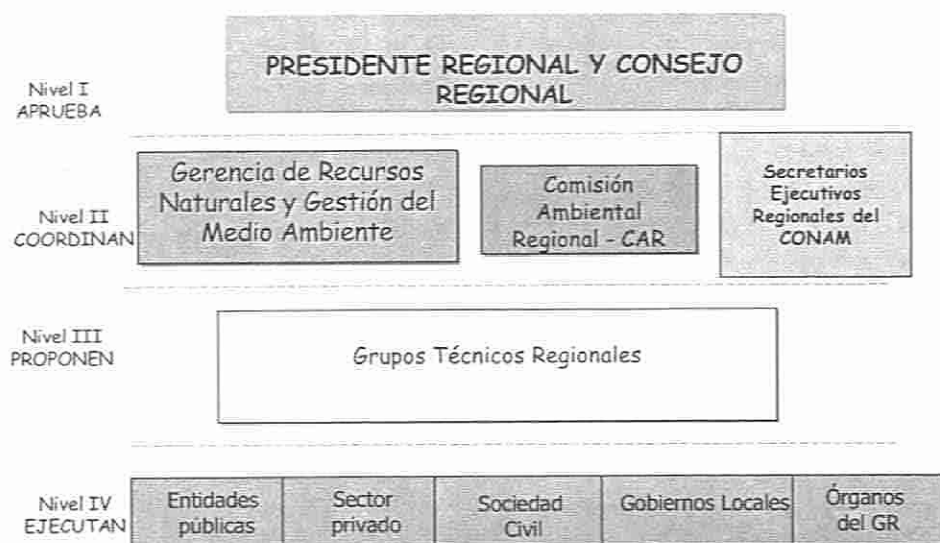 Nivel I
APRUEBA
PRESIDENTE REGIONAL Y CONSEJO
REGIONAL
Nivel II
COORDINAN
Gerencia de Recursos
Naturales y Gestión del
Medio Ambiente
Comisión
Ambiental
Regional - CAR
Secretarios
Ejecutivos
Regionales del
CONAM
Nivel III
PROPONEN
Grupos Técnicos Regionales
Nivel IV
EJECUTAN
Entidades
públicas
Sector
privado
Sociedad
Civil
Gobiernos Locales
Órganos
del GR